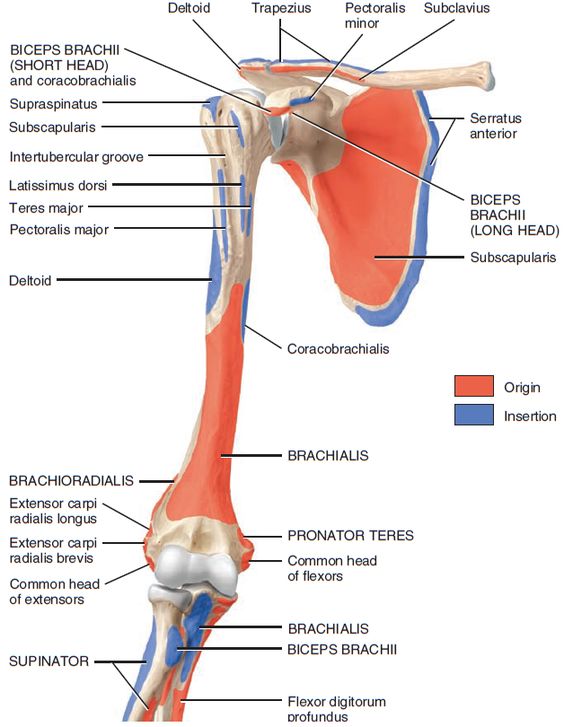 Deltoid
Trapezius
Pectoralis
minor
Subclavius
BICEPS BRACHII
(SHORT HEAD)
and coracobrachialis
Supraspinatus
Subscapularis
Intertubercular groove
Latissimus dorsi
Teres major
Pectoralis major
Deltoid
Serratus
anterior
BICEPS
BRACHII
(LONG HEAD)
Subscapularis
Coracobrachialis
Origin
Insertion
BRACHIALIS
BRACHIORADIALIS
Extensor carpi
radialis longus
Extensor carpi
radialis brevis
Common head
of extensors
PRONATOR TERES
Common head
of flexors
BRACHIALIS
BICEPS BRACHII
SUPINATOR
Flexor digitorum
profundus